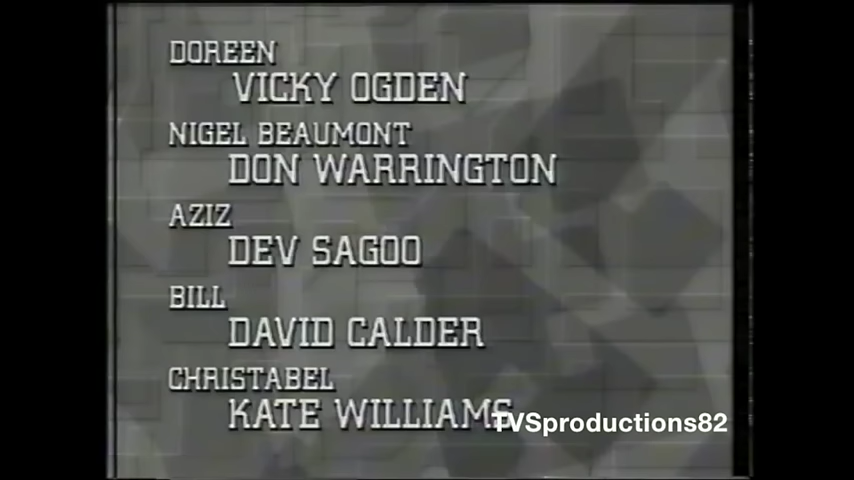 DOREEN
VICKY OGDEN
NIGEL BEAUMONT
DON WARRINGTON
AZIZ
DEV SAGOO
BILL
DAVID CALDER
CHRISTABEL
KATE WILLIAMS
TVSproductions82